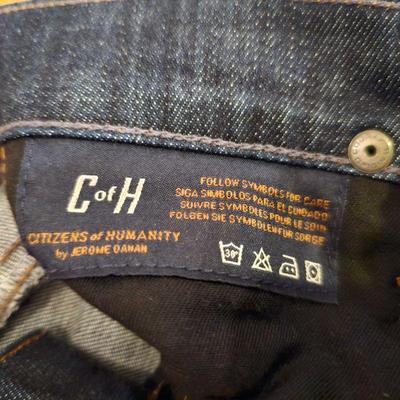 C of H
CITIZENS of HUMANITY
by JEROME DAHAN
FOLLOW SYMBOLS FOR CARE
SIGA SIMBOLOS PARA EL CUIDADO
SUIVRE SYMBOLES POUR LE SOIN
FOLGEN SIE SYMBOLEN FUR SORGE
30°